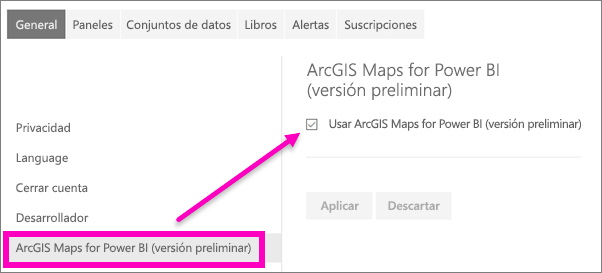 General Paneles Conjuntos de datos Libros Alertas Suscripciones
Privacidad
Language
Cerrar cuenta
Desarrollador
ArcGIS Maps for Power BI (versión preliminar)
ArcGIS Maps for Power BI
(versión preliminar)
Usar ArcGIS Maps for Power BI (versión preliminar)
Aplicar Descartar